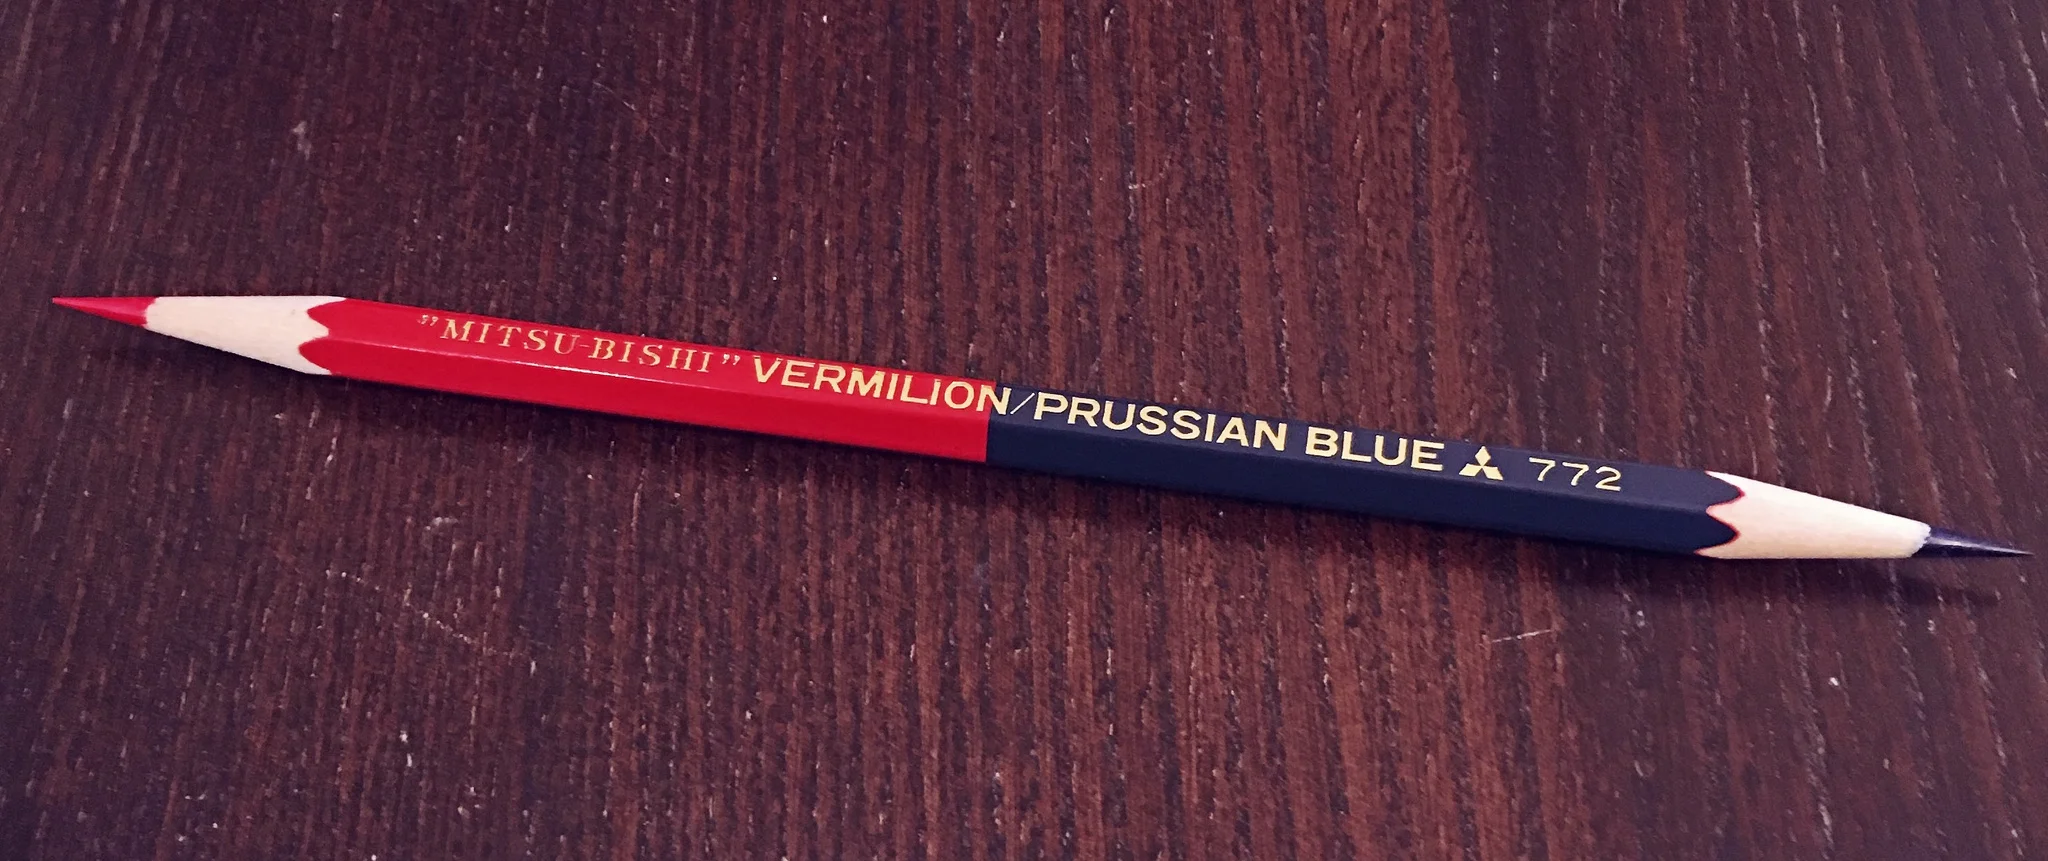 ”MITSU-BISHI” VERMILION/PRUSSIAN BLUE 772